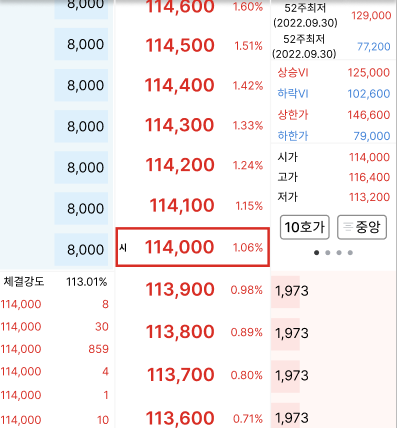 8,000 114,600 1.60%
52주최저 129,000
(2022.09.30)
8,000 114,500 1.51%
52주최저 77,200
(2022.09.30)
8,000 114,400 1.42%
상승VI 125,000
하락VI 102,600
8,000 114,300 1.33%
상한가 146,600
하한가 79,000
8,000 114,200 1.24%
시가 114,000
고가 116,400
저가 113,200
8,000 114,100 1.15%
10호가 중앙
8,000 시 114,000 1.06%
체결강도 113.01%
113,900 0.98% 1,973
114,000 8
114,000 30
113,800 0.89% 1,973
114,000 859
114,000 4
113,700 0.80% 1,973
114,000 1
114,000 10
113,600 0.71% 1,973